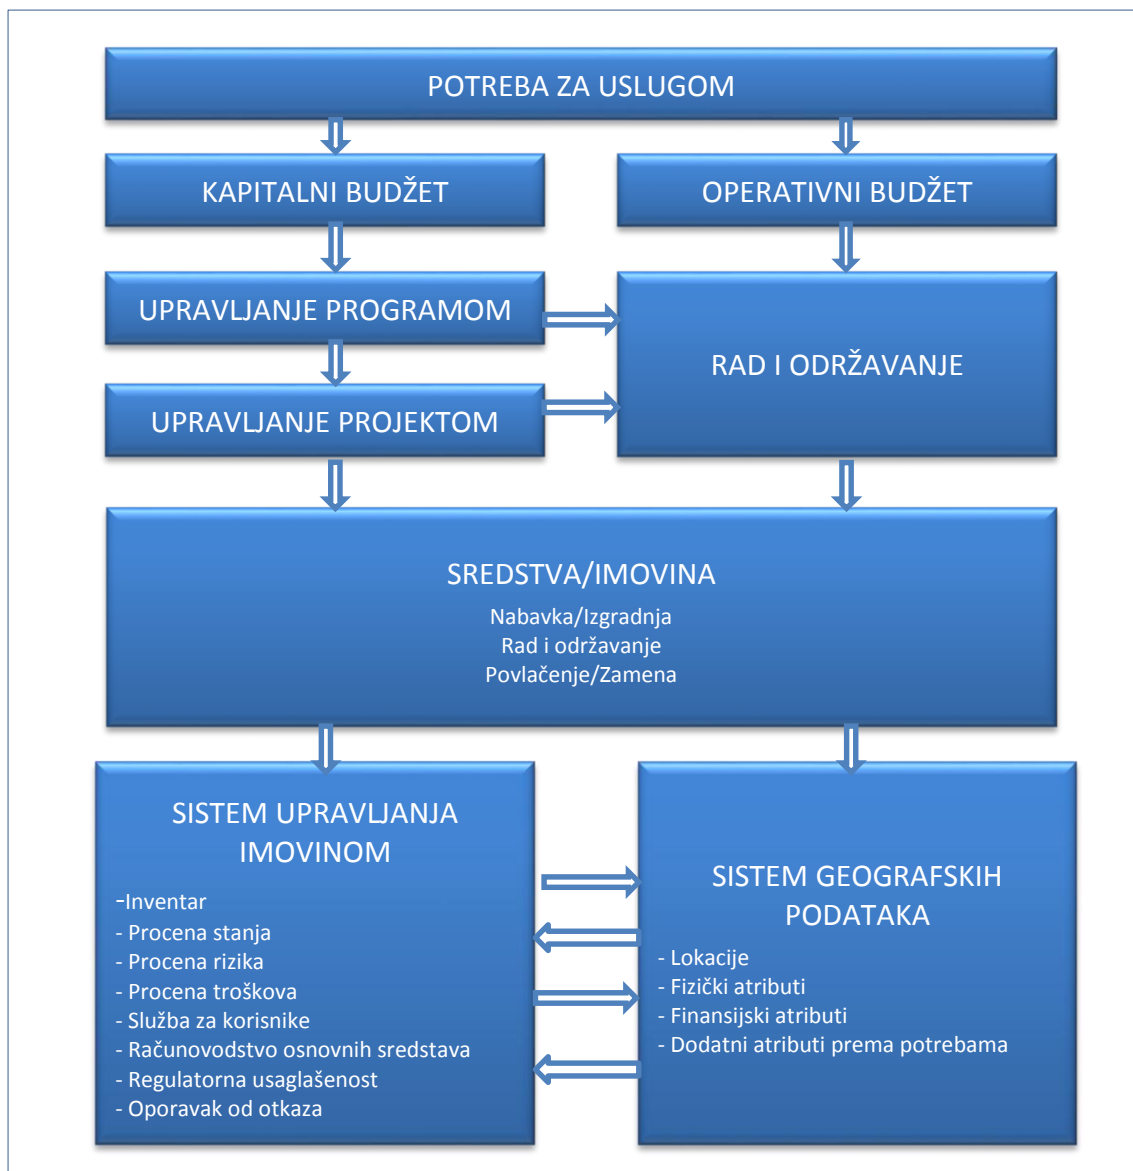 POTREBA ZA USLUGOM
KAPITALNI BUDŽET
OPERATIVNI BUDŽET
UPRAVLJANJE PROGRAMOM
RAD I ODRŽAVANJE
UPRAVLJANJE PROJEKTOM
SREDSTVA/IMOVINA
Nabavka/Izgradnja
Rad i održavanje
Povlačenje/Zamena
SISTEM UPRAVLJANJA
IMOVINOM
-Inventar
- Procena stanja
- Procena rizika
- Procena troškova
- Služba za korisnike
- Računovodstvo osnovnih sredstava
- Regulatorna usaglašenost
- Oporavak od otkaza
SISTEM GEOGRAFSKIH
PODATAKA
- Lokacije
- Fizički atributi
- Finansijski atributi
- Dodatni atributi prema potrebama